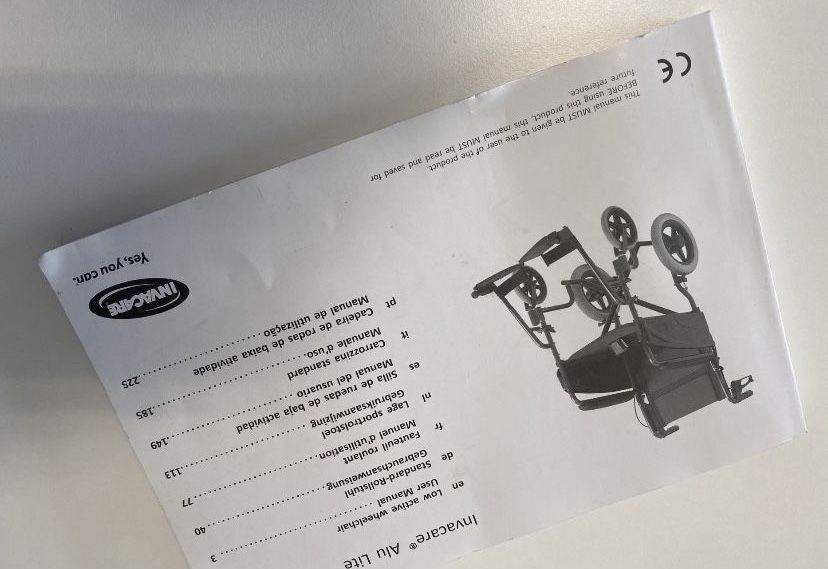 Invacare® Alu Lite
en Low active wheelchair
User Manual ........................ 3
de Standard-Rollstuhl
Gebrauchsanweisung ........................ 40
fr Fauteuil roulant
Manuel d'utilisation ........................ 77
nl Lage sportrolstoel
Gebruiksaanwijzing ........................ 113
es Silla de ruedas de baja actividad
Manual del usuario ........................ 149
it Carrozzina standard
Manuale d'uso ........................ 185
pt Cadeira de rodas de baixa atividade
Manual de utilização ........................ 225
This manual MUST be given to the user of the product.
BEFORE using this product, this manual MUST be read and saved for
future reference.
CE
INVACARE
Yes, you can.